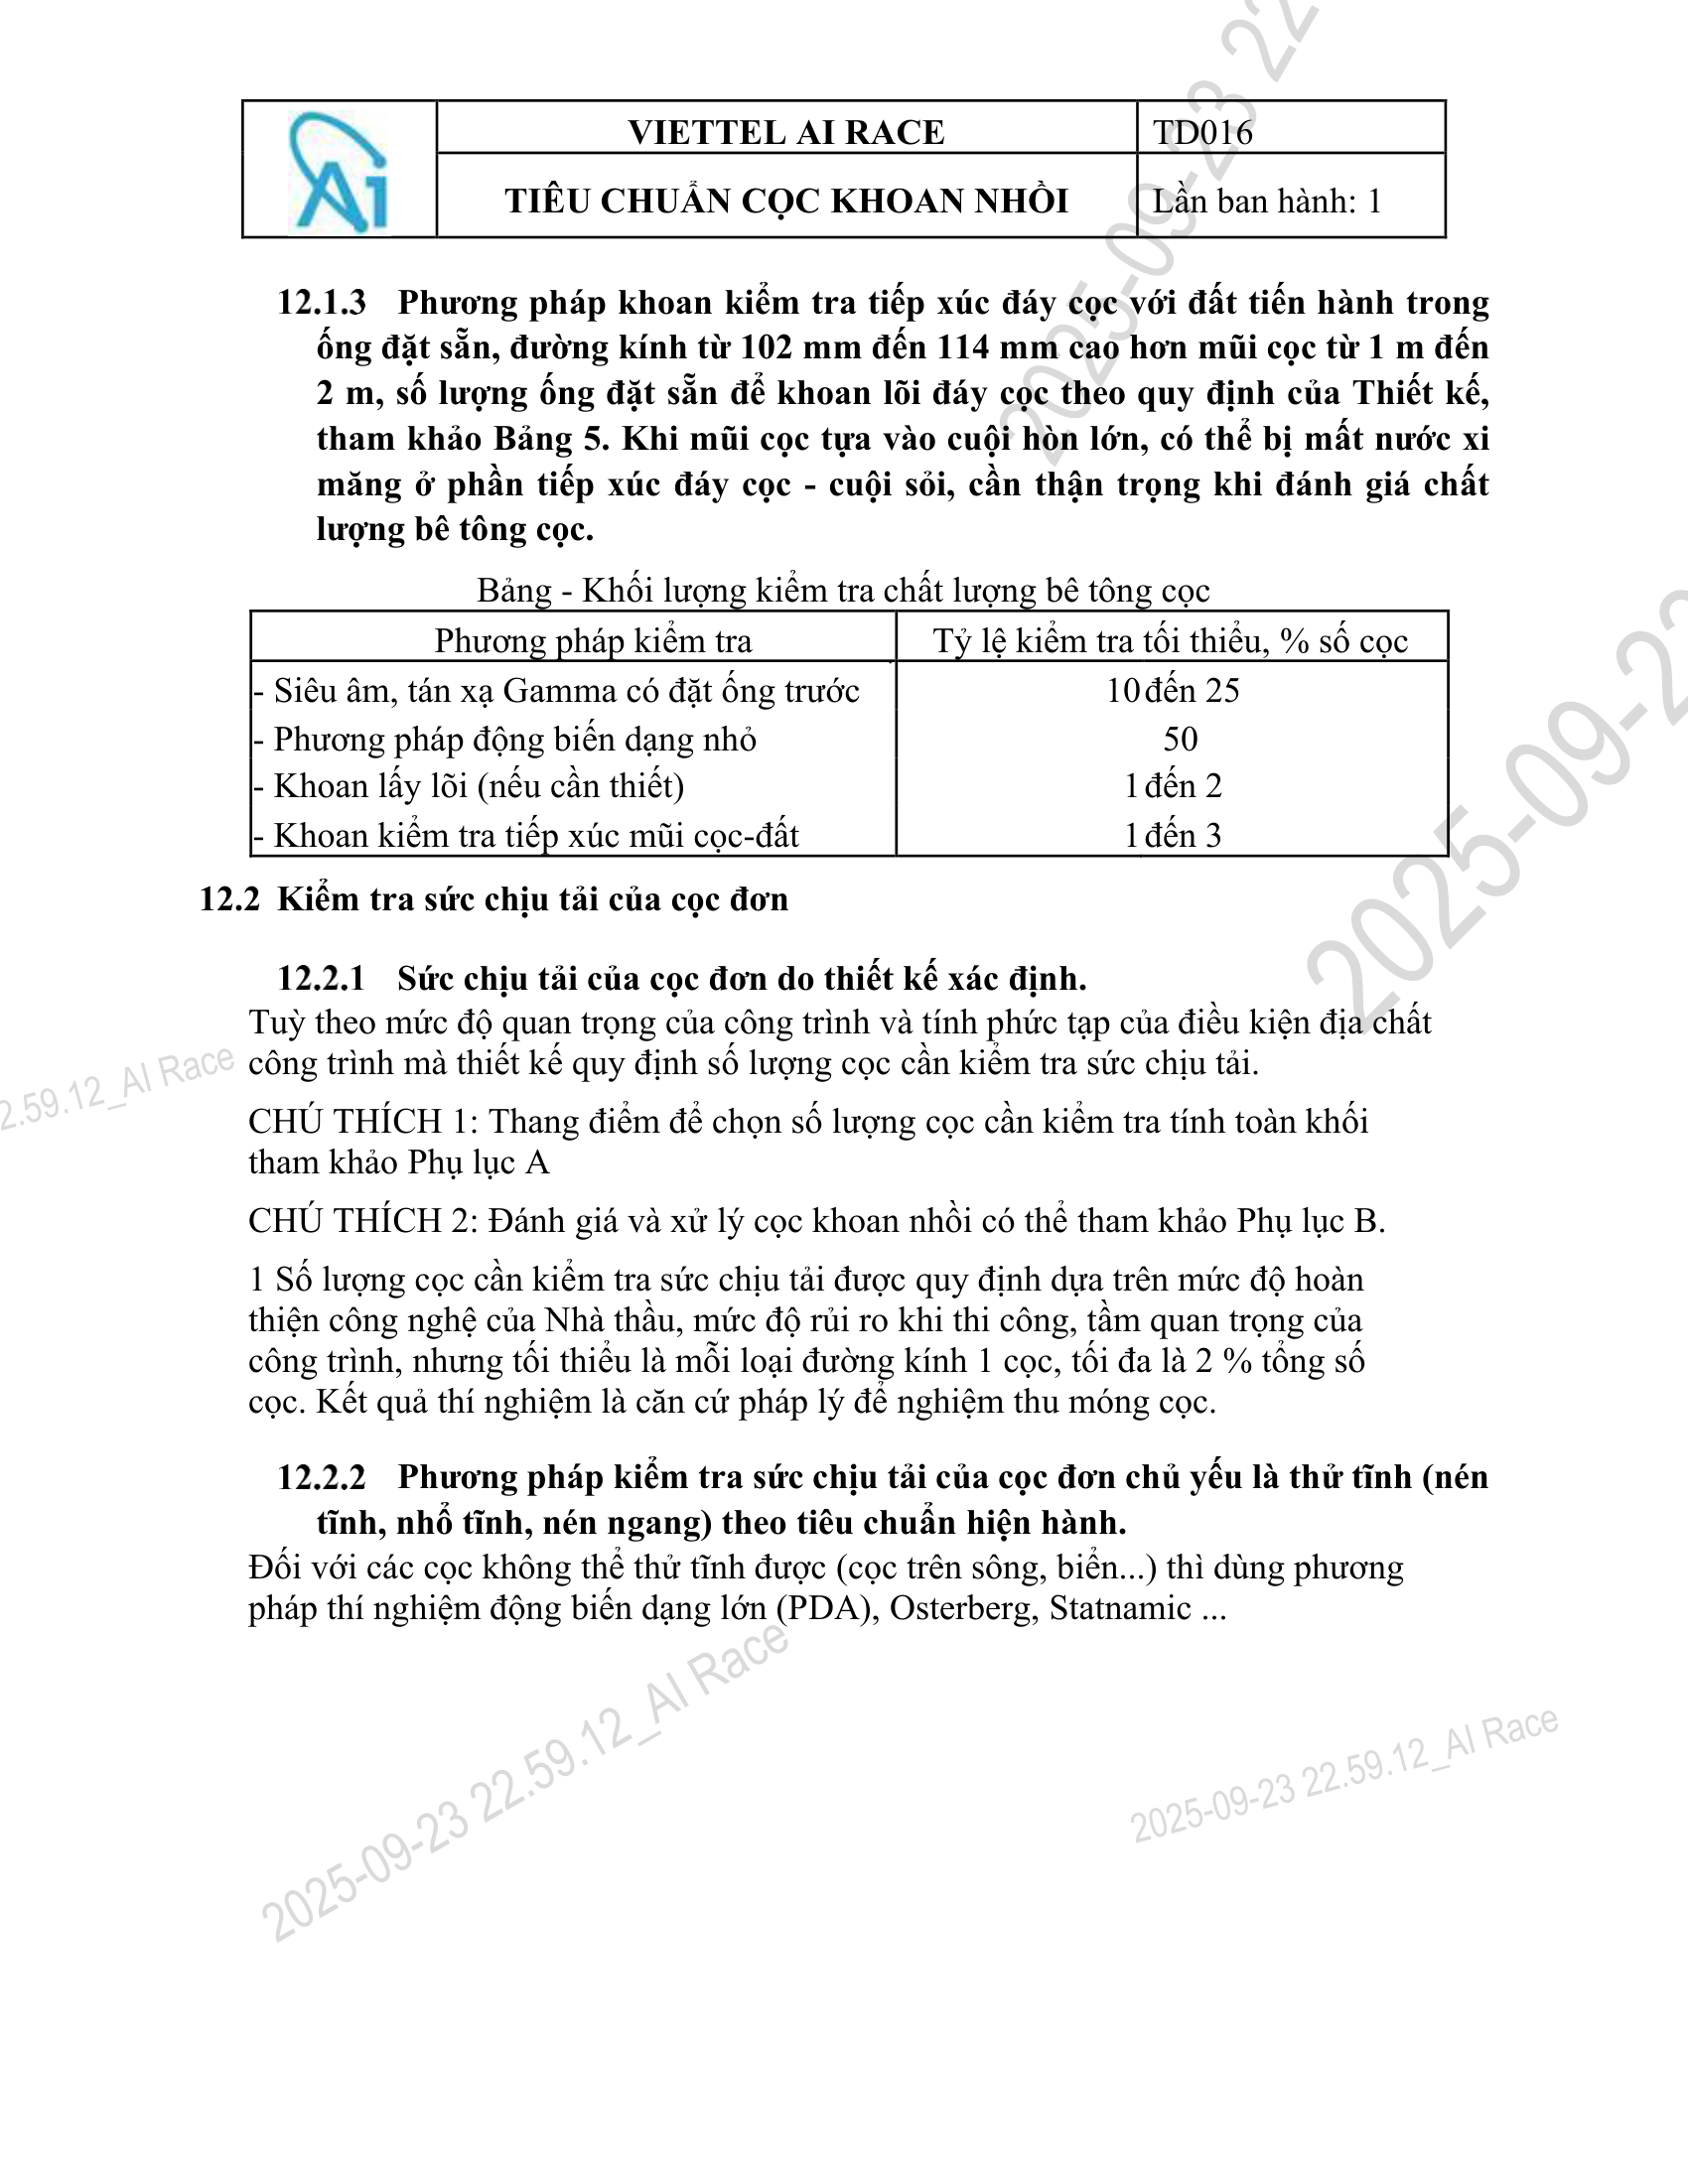 Ai
VIETTEL AI RACE
TD016
TIÊU CHUẨN CỌC KHOAN NHỒI
Lần ban hành: 1
12.1.3 Phương pháp khoan kiểm tra tiếp xúc đáy cọc với đất tiến hành trong
ống đặt sẵn, đường kính từ 102 mm đến 114 mm cao hơn mũi cọc từ 1 m đến
2 m, số lượng ống đặt sẵn để khoan lõi đáy cọc theo quy định của Thiết kế,
tham khảo Bảng 5. Khi mũi cọc tựa vào cuội hòn lớn, có thể bị mất nước xi
măng ở phần tiếp xúc đáy cọc - cuội sỏi, cần thận trọng khi đánh giá chất
lượng bê tông cọc.
Bảng - Khối lượng kiểm tra chất lượng bê tông cọc
Phương pháp kiểm tra Tỷ lệ kiểm tra tối thiểu, % số cọc
- Siêu âm, tán xạ Gamma có đặt ống trước 10 đến 25
- Phương pháp động biến dạng nhỏ 50
- Khoan lấy lõi (nếu cần thiết) 1 đến 2
- Khoan kiểm tra tiếp xúc mũi cọc-đất 1 đến 3
12.2 Kiểm tra sức chịu tải của cọc đơn
12.2.1 Sức chịu tải của cọc đơn do thiết kế xác định.
Tuỳ theo mức độ quan trọng của công trình và tính phức tạp của điều kiện địa chất
công trình mà thiết kế quy định số lượng cọc cần kiểm tra sức chịu tải.
CHÚ THÍCH 1: Thang điểm để chọn số lượng cọc cần kiểm tra tính toàn khối
tham khảo Phụ lục A
CHÚ THÍCH 2: Đánh giá và xử lý cọc khoan nhồi có thể tham khảo Phụ lục B.
1 Số lượng cọc cần kiểm tra sức chịu tải được quy định dựa trên mức độ hoàn
thiện công nghệ của Nhà thầu, mức độ rủi ro khi thi công, tầm quan trọng của
công trình, nhưng tối thiểu là mỗi loại đường kính 1 cọc, tối đa là 2 % tổng số
cọc. Kết quả thí nghiệm là căn cứ pháp lý để nghiệm thu móng cọc.
12.2.2 Phương pháp kiểm tra sức chịu tải của cọc đơn chủ yếu là thử tĩnh (nén
tĩnh, nhổ tĩnh, nén ngang) theo tiêu chuẩn hiện hành.
Đối với các cọc không thể thử tĩnh được (cọc trên sông, biển...) thì dùng phương
pháp thí nghiệm động biến dạng lớn (PDA), Osterberg, Statnamic ...
2025-09-23 22
2025-09-23
2.59.12_AI Race
2025-09-23 22.59.12_AI Race
2025-09-23 22.59.12_AI Race